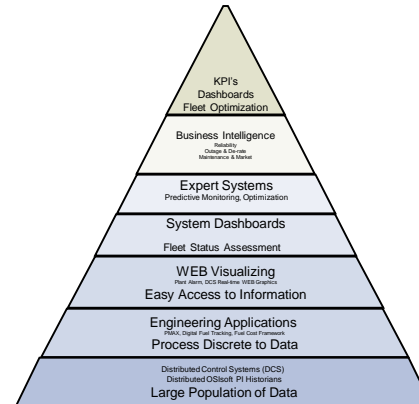 KPI's
Dashboards
Fleet Optimization
Business Intelligence
Reliability
Outage & De-rate
Maintenance & Market
Expert Systems
Predictive Monitoring, Optimization
System Dashboards
Fleet Status Assessment
WEB Visualizing
Plant Alarm, DCS Real-time WEB Graphics
Easy Access to Information
Engineering Applications
PMAX, Digital Fuel Tracking, Fuel Cost Framework
Process Discrete to Data
Distributed Control Systems (DCS)
Distributed OSIsoft PI Historians
Large Population of Data